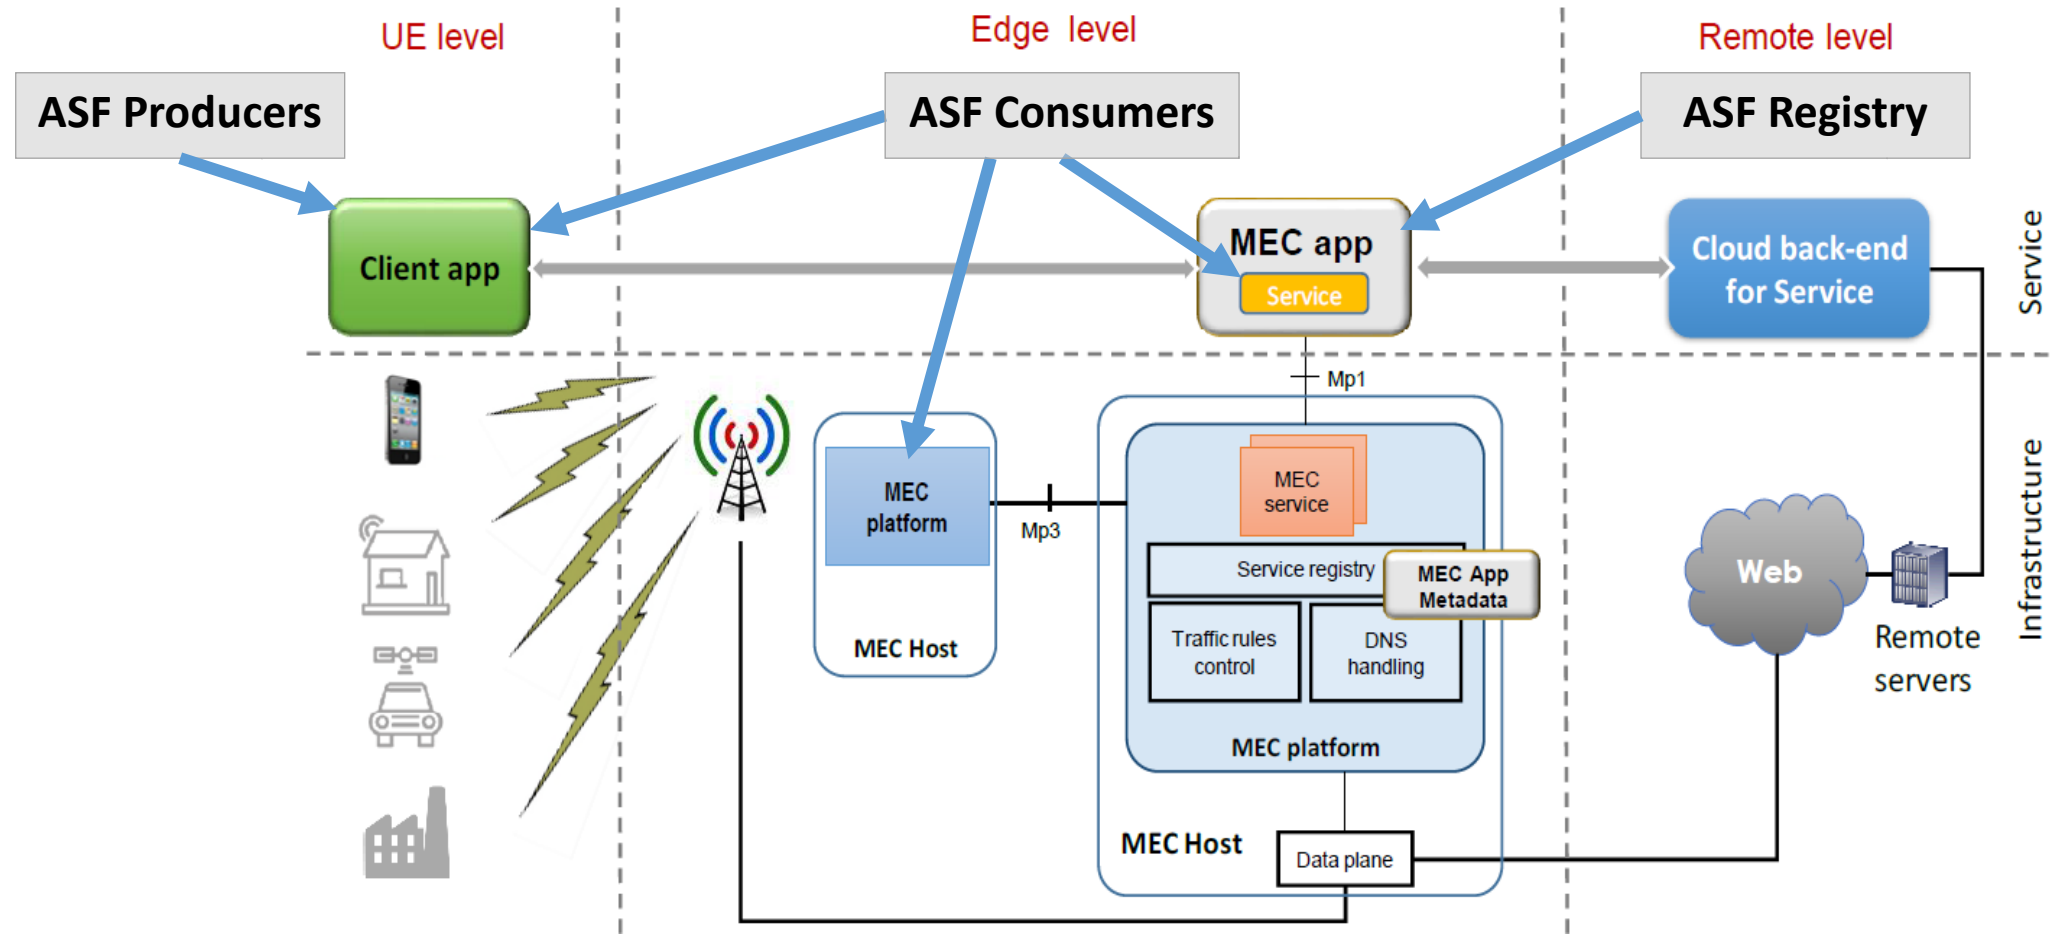 UE level
Edge level
Remote level
ASF Producers
ASF Consumers
ASF Registry
Client app
MEC app
Service
Cloud back-end
for Service
Service
Mp1
MEC
platform
Mp3
MEC Host
MEC
service
Service registry
MEC App
Metadata
Traffic rules
control
DNS
handling
MEC platform
MEC Host
Data plane
Web
Remote
servers
Infrastructure